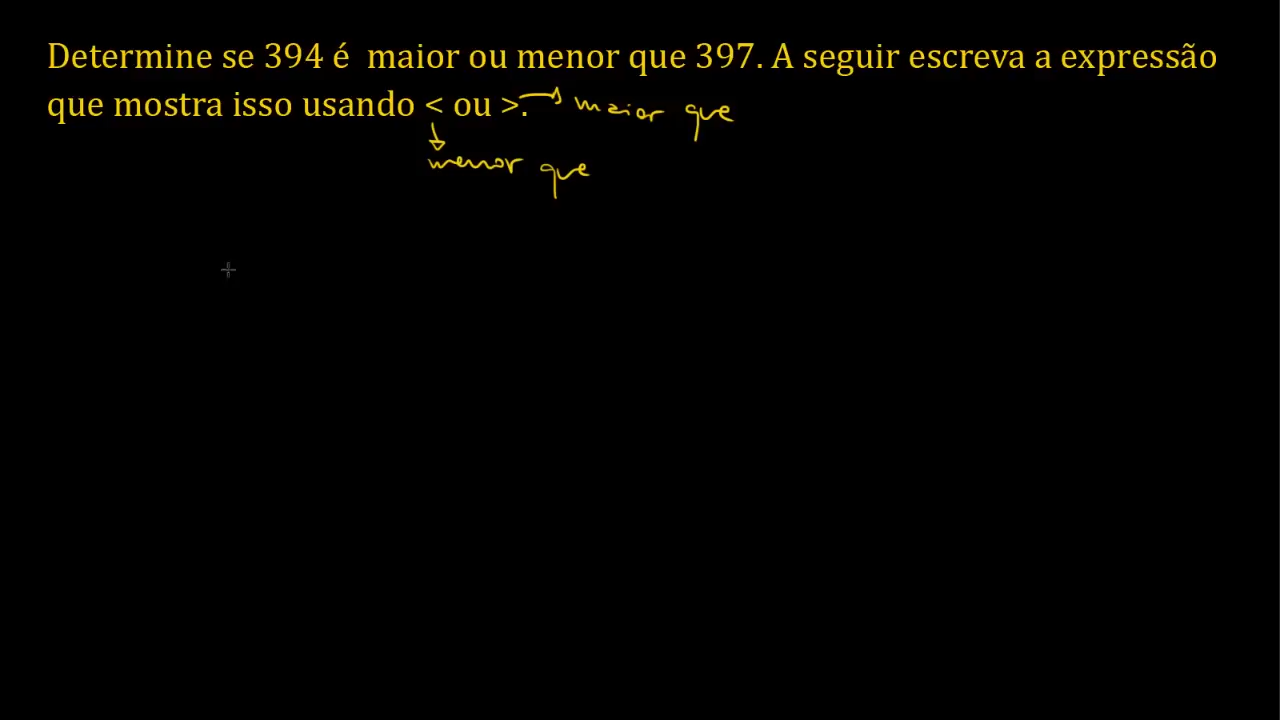 Determine se 394 é maior ou menor que 397. A seguir escreva a expressão
que mostra isso usando < ou >. maior que
menor que